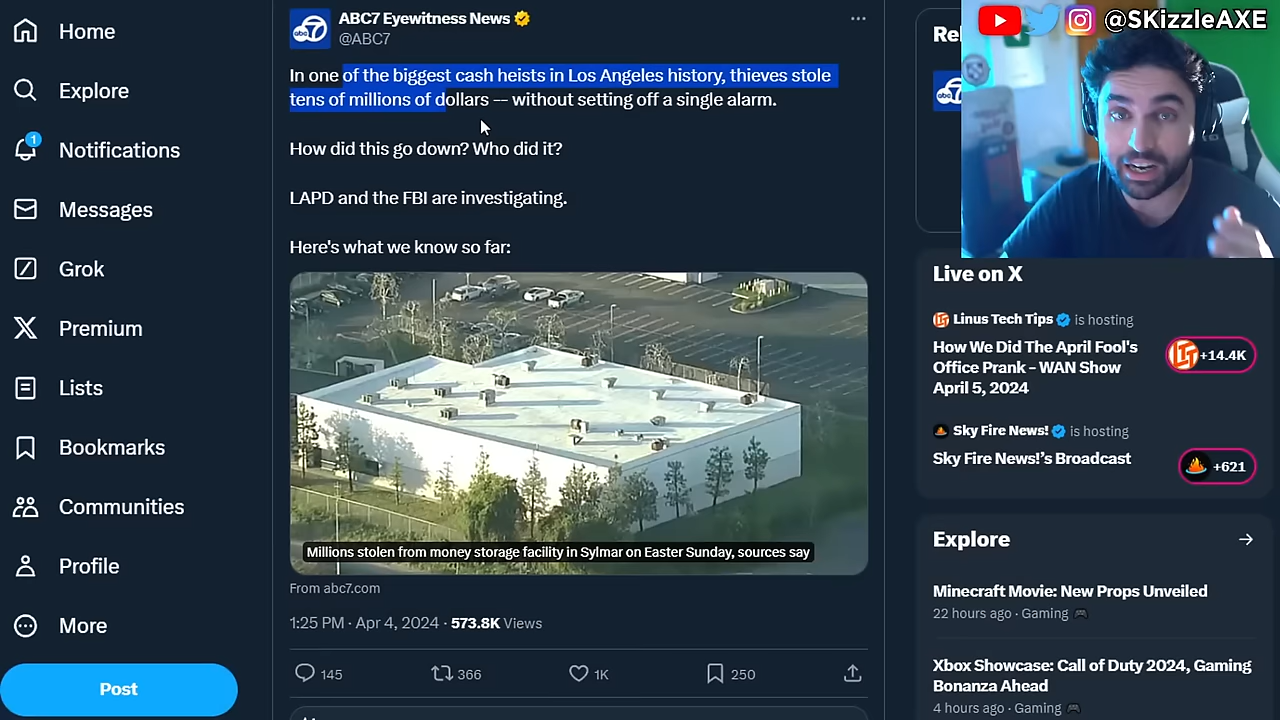 Home
Explore
1
Notifications
Messages
Grok
Premium
Lists
Bookmarks
Communities
Profile
More
Post
abc7
ABC7 Eyewitness News
@ABC7
In one of the biggest cash heists in Los Angeles history, thieves stole
tens of millions of dollars -- without setting off a single alarm.
How did this go down? Who did it?
LAPD and the FBI are investigating.
Here's what we know so far:
Millions stolen from money storage facility in Sylmar on Easter Sunday, sources say
From abc7.com
1:25 PM · Apr 4, 2024 · 573.8K Views
145
366
1K
250
@SKizzleAXE
Live on X
Linus Tech Tips is hosting
How We Did The April Fool's
Office Prank - WAN Show
April 5, 2024
+14.4K
Sky Fire News! is hosting
Sky Fire News!'s Broadcast
+621
Explore
Minecraft Movie: New Props Unveiled
22 hours ago · Gaming 🎮
Xbox Showcase: Call of Duty 2024, Gaming
Bonanza Ahead
4 hours ago · Gaming 🎮